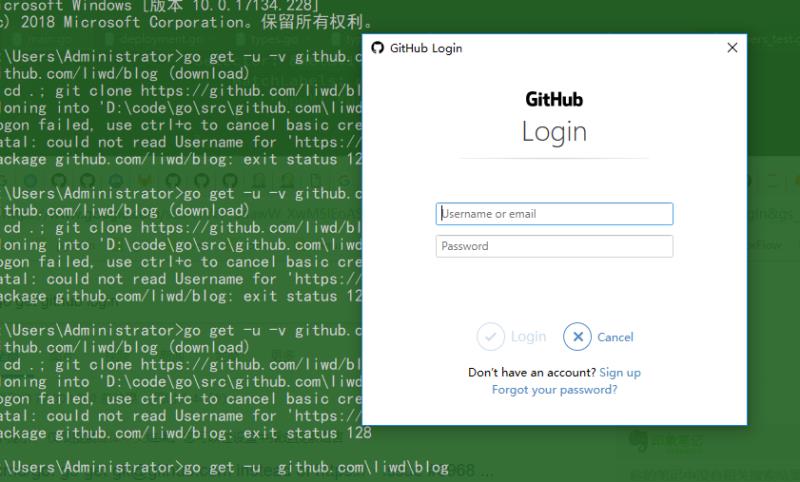 icrosoft Windows [版本 10.0.17134.228]
c) 2018 Microsoft Corporation。保留所有权利。
:\Users\Administrator>go get -u -v github.c
ithub.com/liwd/blog (download)
cd .; git clone https://github.com/liwd/bl
loning into 'D:\code\go\src\github.com\liwd
ogon failed, use ctrl+c to cancel basic cre
atal: could not read Username for 'https://
ackage github.com/liwd/blog: exit status 12
:\Users\Administrator>go get -u -v github.c
ithub.com/liwd/blog (download)
cd .; git clone https://github.com/liwd/bl
loning into 'D:\code\go\src\github.com\liwd
ogon failed, use ctrl+c to cancel basic cre
atal: could not read Username for 'https://
ackage github.com/liwd/blog: exit status 12
:\Users\Administrator>go get -u -v github.c
ithub.com/liwd/blog (download)
cd .; git clone https://github.com/liwd/bl
loning into 'D:\code\go\src\github.com\liwd
ogon failed, use ctrl+c to cancel basic cre
atal: could not read Username for 'https://
ackage github.com/liwd/blog: exit status 128
:\Users\Administrator>go get -u github.com\liwd\blog
GitHub Login
GitHub
Login
Username or email
Password
Login
Cancel
Don't have an account? Sign up
Forgot your password?
印象笔记